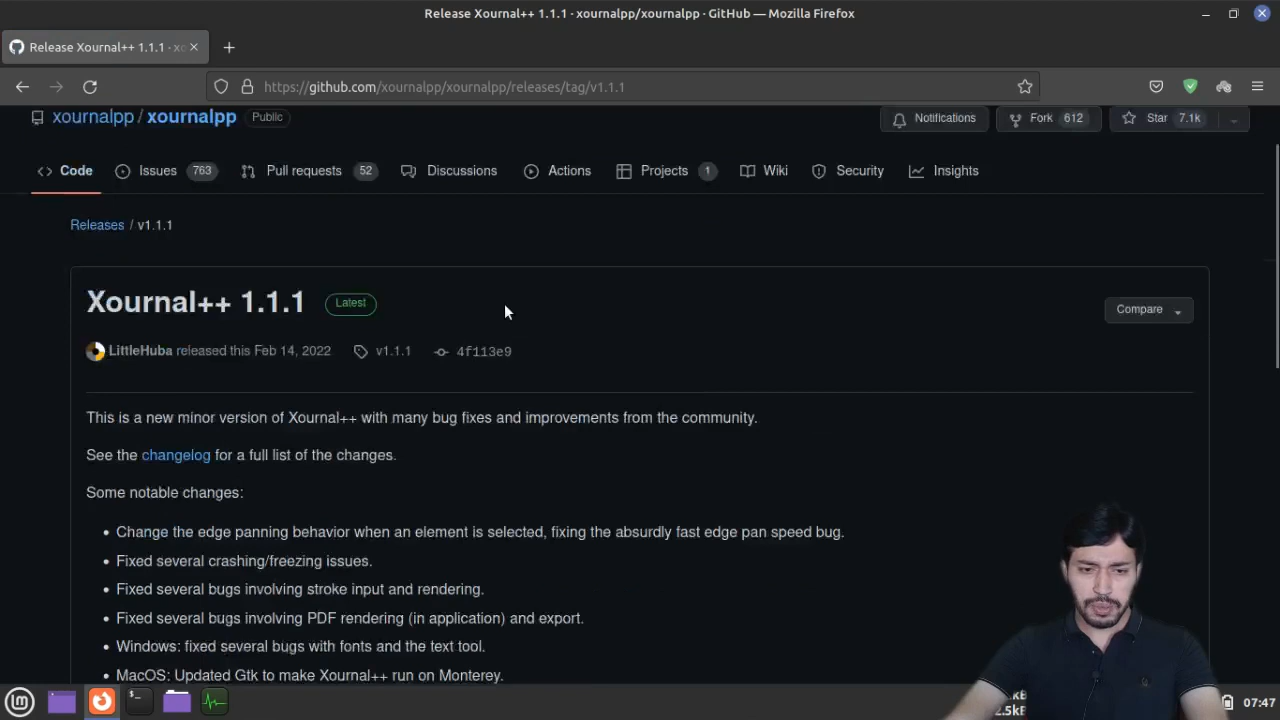 Release Xournal++ 1.1.1 · xournalpp/xournalpp · GitHub — Mozilla Firefox
Release Xournal++ 1.1.1 · xo
https://github.com/xournalpp/xournalpp/releases/tag/v1.1.1
xournalpp / xournalpp Public
Notifications Fork 612 Star 7.1k
Code Issues 763 Pull requests 52 Discussions Actions Projects 1 Wiki Security Insights
Releases / v1.1.1
Xournal++ 1.1.1 Latest
Compare
LittleHuba released this Feb 14, 2022 v1.1.1 4f113e9
This is a new minor version of Xournal++ with many bug fixes and improvements from the community.
See the changelog for a full list of the changes.
Some notable changes:
• Change the edge panning behavior when an element is selected, fixing the absurdly fast edge pan speed bug.
• Fixed several crashing/freezing issues.
• Fixed several bugs involving stroke input and rendering.
• Fixed several bugs involving PDF rendering (in application) and export.
• Windows: fixed several bugs with fonts and the text tool.
• MacOS: Updated Gtk to make Xournal++ run on Monterey.
07:47